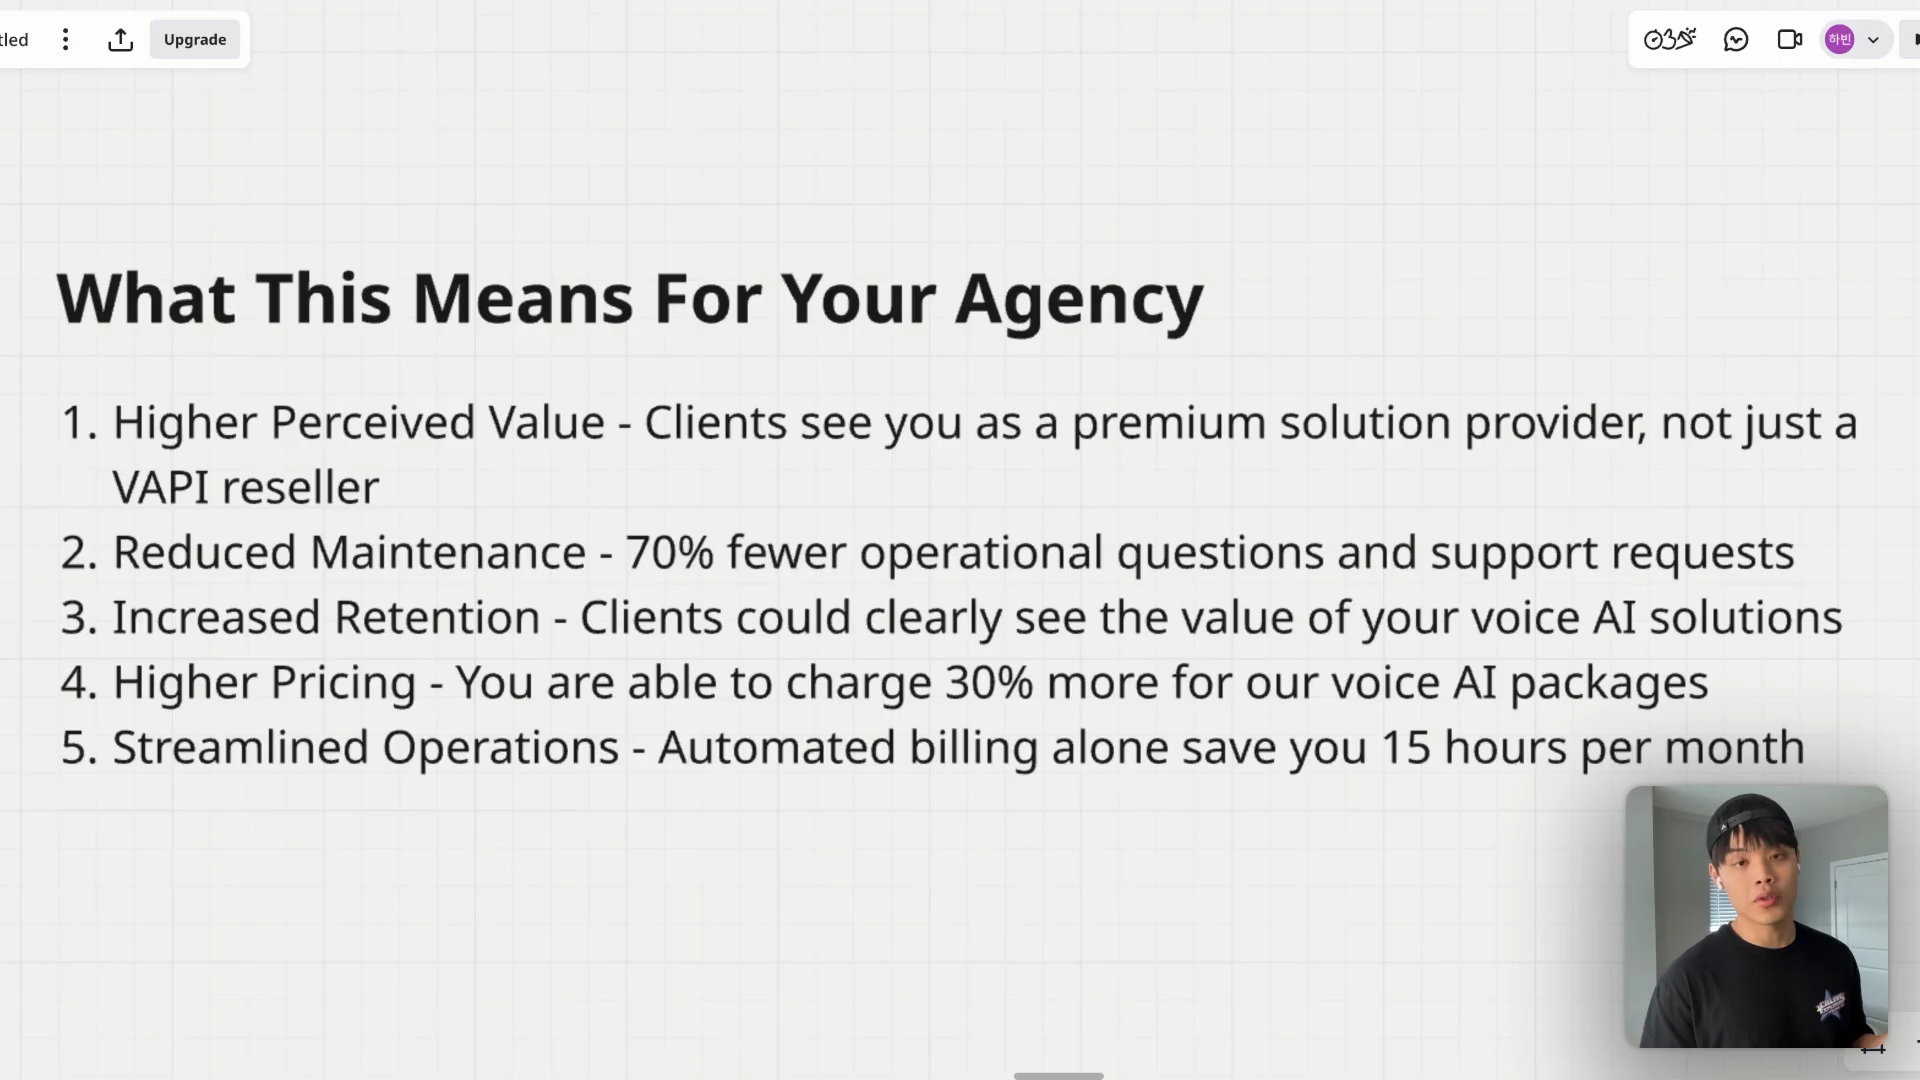 tled
Upgrade
하빈
What This Means For Your Agency
1. Higher Perceived Value - Clients see you as a premium solution provider, not just a
VAPI reseller
2. Reduced Maintenance - 70% fewer operational questions and support requests
3. Increased Retention - Clients could clearly see the value of your voice AI solutions
4. Higher Pricing - You are able to charge 30% more for our voice AI packages
5. Streamlined Operations - Automated billing alone save you 15 hours per month